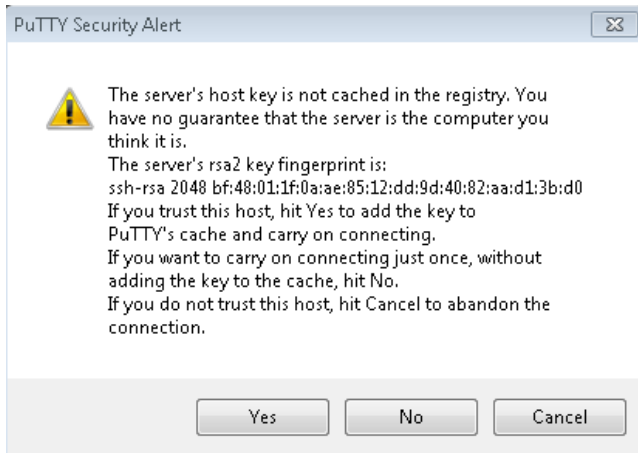 PuTTY Security Alert
The server's host key is not cached in the registry. You
have no guarantee that the server is the computer you
think it is.
The server's rsa2 key fingerprint is:
ssh-rsa 2048 bf:48:01:1f:0a:ae:85:12:dd:9d:40:82:aa:d1:3b:d0
If you trust this host, hit Yes to add the key to
PuTTY's cache and carry on connecting.
If you want to carry on connecting just once, without
adding the key to the cache, hit No.
If you do not trust this host, hit Cancel to abandon the
connection.
Yes No Cancel